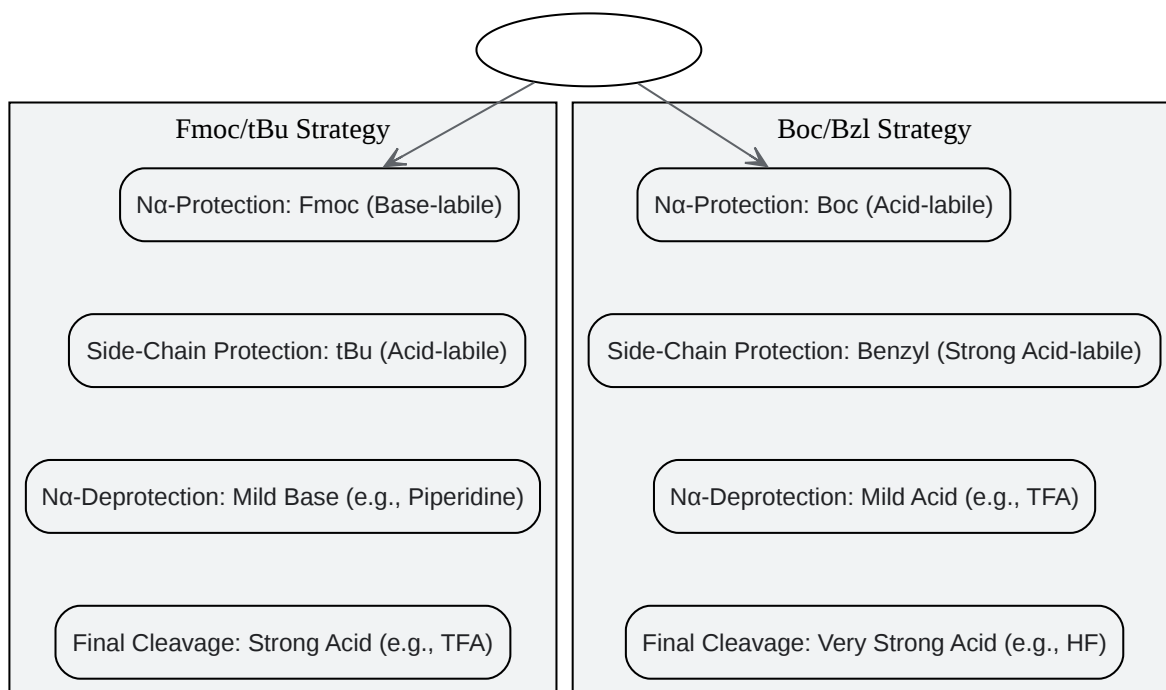 Fmoc/tBu Strategy
Nα-Protection: Fmoc (Base-labile)
Side-Chain Protection: tBu (Acid-labile)
Nα-Deprotection: Mild Base (e.g., Piperidine)
Final Cleavage: Strong Acid (e.g., TFA)
Boc/Bzl Strategy
Nα-Protection: Boc (Acid-labile)
Side-Chain Protection: Benzyl (Strong Acid-labile)
Nα-Deprotection: Mild Acid (e.g., TFA)
Final Cleavage: Very Strong Acid (e.g., HF)